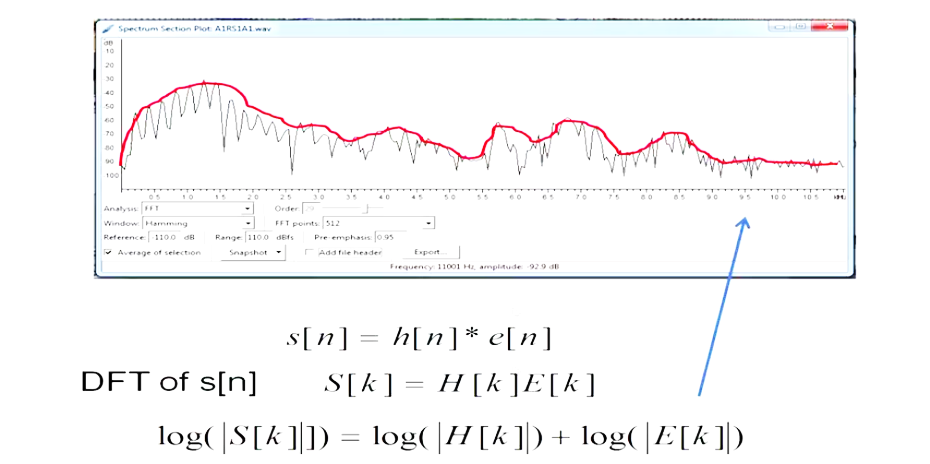 Spectrum Section Plot: A1RS1A1.wav
dB
10
20
30
40
50
60
70
80
90
100
0.5 1.0 1.5 2.0 2.5 3.0 3.5 4.0 4.5 5.0 5.5 6.0 6.5 7.0 7.5 8.0 8.5 9.0 9.5 10.5 kHz
Analysis: FFT Order:
Window: Hamming FFT points: 512
Reference: -110.0 dB Range: 110.0 dBfs Pre-emphasis: 0.95
Average of selection Snapshot Add file header Export...
Frequency: 11001 Hz, amplitude: -92.9 dB
s[n] = h[n]* e[n]
DFT of s[n] S[k] = H[k]E[k]
log(|S[k]|]) = log(|H[k]|) + log(|E[k]|)